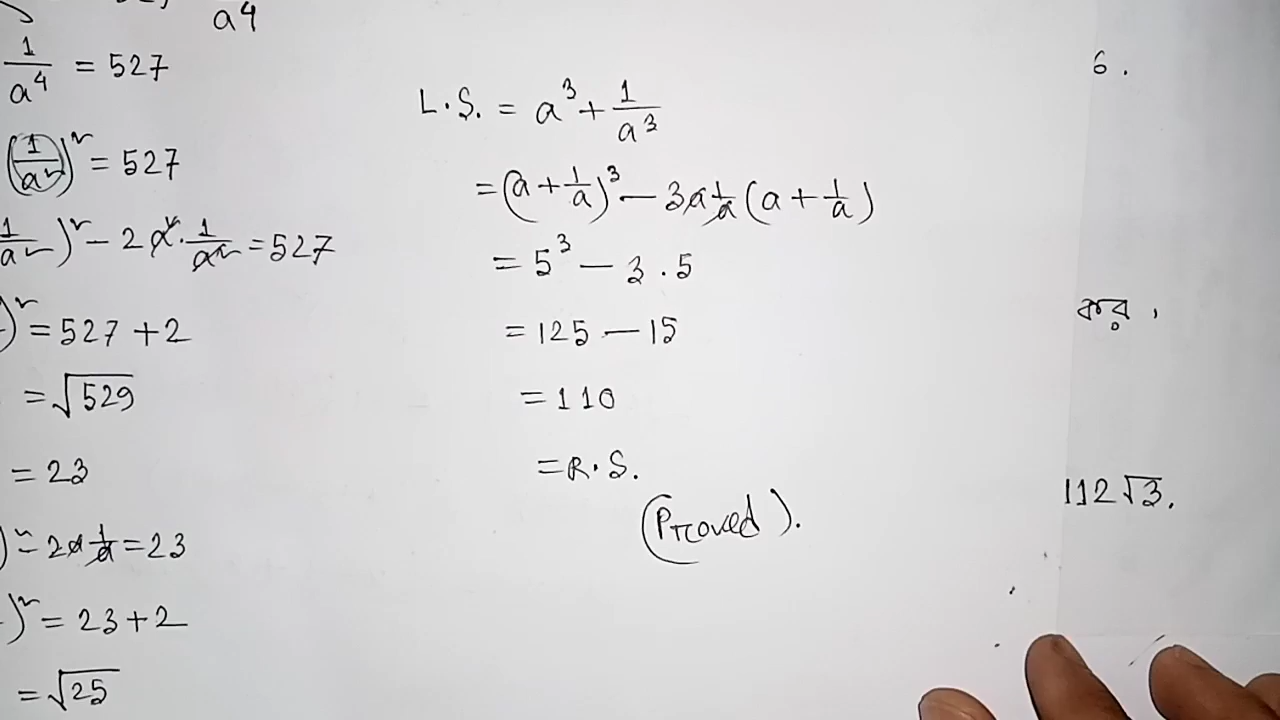 a⁴
1/a⁴ = 527
(1/a²)² = 527
1/a²)² - 2a².1/a² = 527
)² = 527 + 2
= √529
= 23
)² - 2a 1/a = 23
)² = 23 + 2
= √25
L.S. = a³ + 1/a³
= (a + 1/a)³ - 3a 1/a (a + 1/a)
= 5³ - 3 . 5
= 125 - 15
= 110
= R.S.
(Proved).
6.
কর,
112√3.